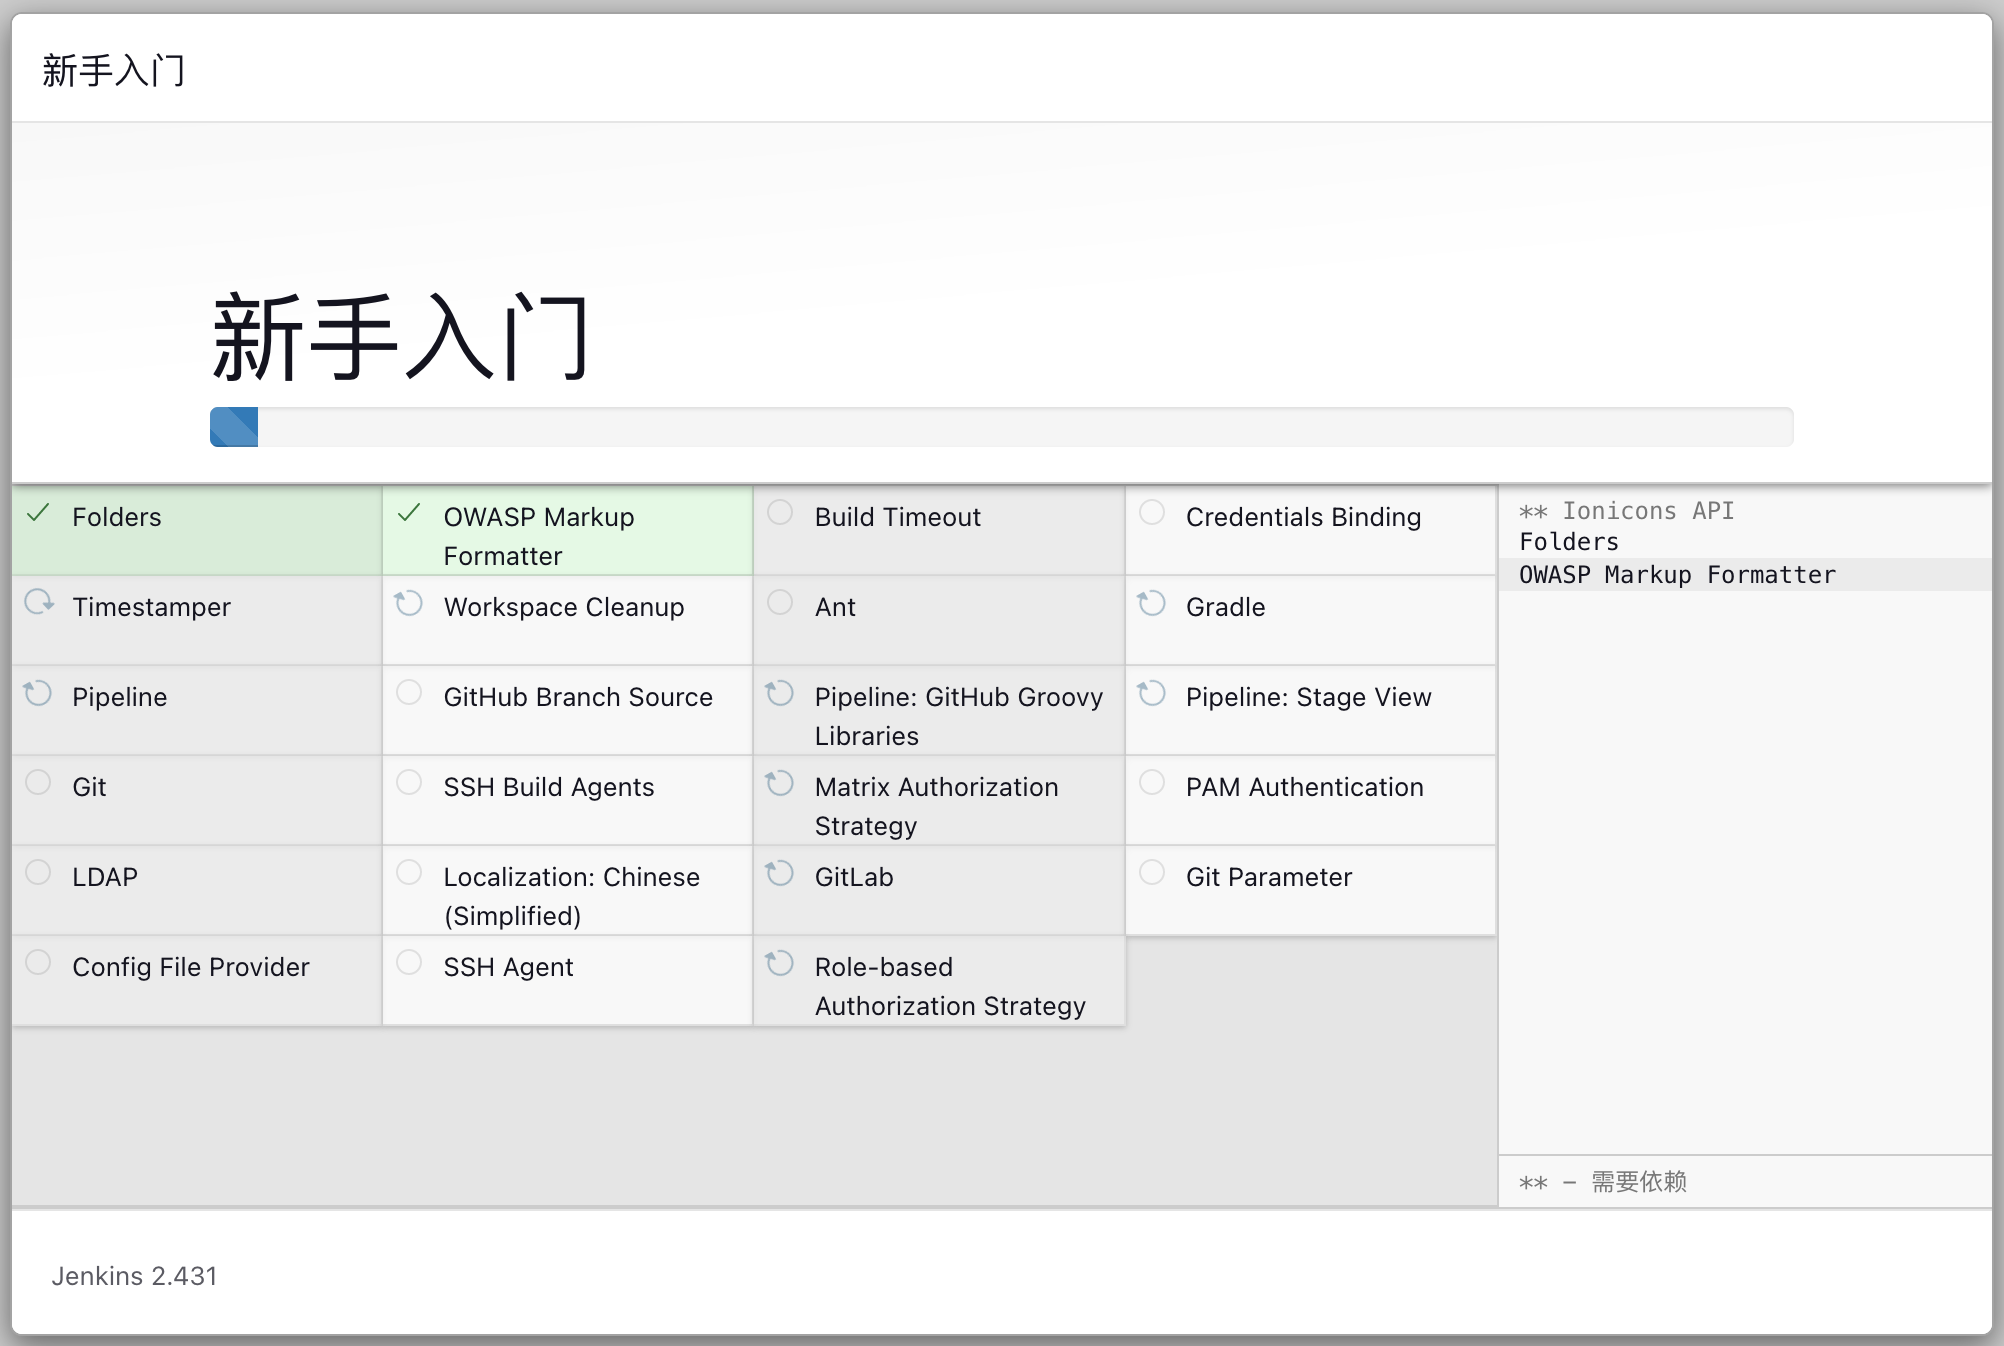 新手入门
新手入门
Folders
OWASP Markup
Formatter
Build Timeout
Credentials Binding
Timestamper
Workspace Cleanup
Ant
Gradle
Pipeline
GitHub Branch Source
Pipeline: GitHub Groovy
Libraries
Pipeline: Stage View
Git
SSH Build Agents
Matrix Authorization
Strategy
PAM Authentication
LDAP
Localization: Chinese
(Simplified)
GitLab
Git Parameter
Config File Provider
SSH Agent
Role-based
Authorization Strategy
** Ionicons API
Folders
OWASP Markup Formatter
** - 需要依赖
Jenkins 2.431